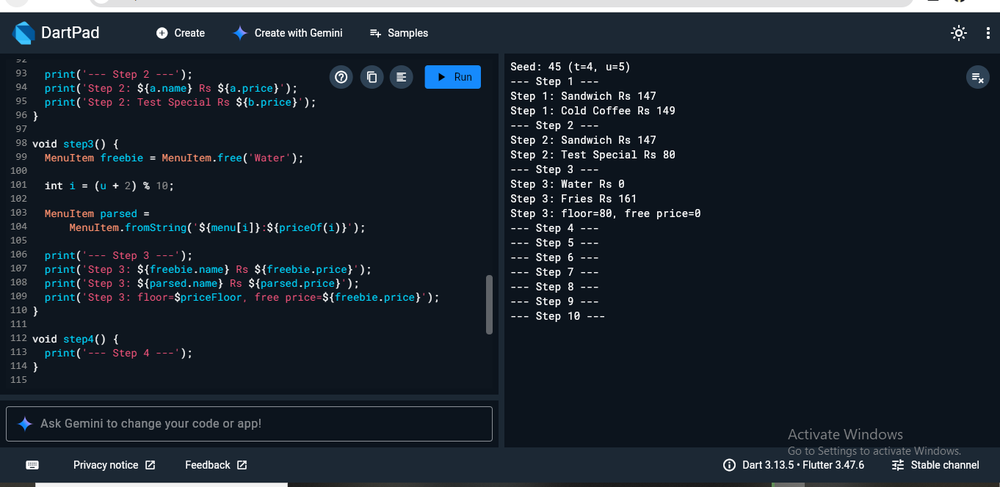 DartPad
Create
Create with Gemini
Samples
92
93   print('--- Step 2 ---');
94   print('Step 2: ${a.name} Rs ${a.price}');
95   print('Step 2: Test Special Rs ${b.price}');
96 }
97
98 void step3() {
99   MenuItem freebie = MenuItem.free('Water');
100
101   int i = (u + 2) % 10;
102
103   MenuItem parsed =
104       MenuItem.fromString('${menu[i]}:${priceOf(i)}');
105
106   print('--- Step 3 ---');
107   print('Step 3: ${freebie.name} Rs ${freebie.price}');
108   print('Step 3: ${parsed.name} Rs ${parsed.price}');
109   print('Step 3: floor=$priceFloor, free price=${freebie.price}');
110 }
111
112 void step4() {
113   print('--- Step 4 ---');
114 }
115
Run
Ask Gemini to change your code or app!
Seed: 45 (t=4, u=5)
--- Step 1 ---
Step 1: Sandwich Rs 147
Step 1: Cold Coffee Rs 149
--- Step 2 ---
Step 2: Sandwich Rs 147
Step 2: Test Special Rs 80
--- Step 3 ---
Step 3: Water Rs 0
Step 3: Fries Rs 161
Step 3: floor=80, free price=0
--- Step 4 ---
--- Step 5 ---
--- Step 6 ---
--- Step 7 ---
--- Step 8 ---
--- Step 9 ---
--- Step 10 ---
Activate Windows
Go to Settings to activate Windows.
Privacy notice
Feedback
Dart 3.13.5 • Flutter 3.47.6
Stable channel